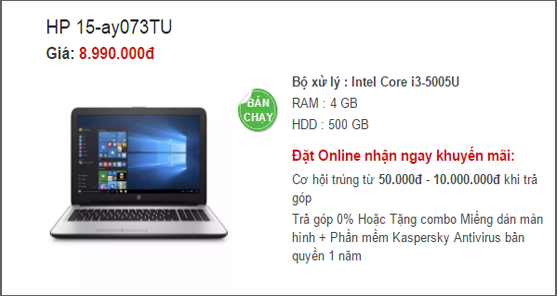 HP 15-ay073TU
Giá: 8.990.000đ
BÁN
CHẠY
Bộ xử lý : Intel Core i3-5005U
RAM : 4 GB
HDD : 500 GB
Đặt Online nhận ngay khuyến mãi:
Cơ hội trúng từ 50.000đ - 10.000.000đ khi trả
góp
Trả góp 0% Hoặc Tặng combo Miếng dán màn
hình + Phần mềm Kaspersky Antivirus bản
quyền 1 năm